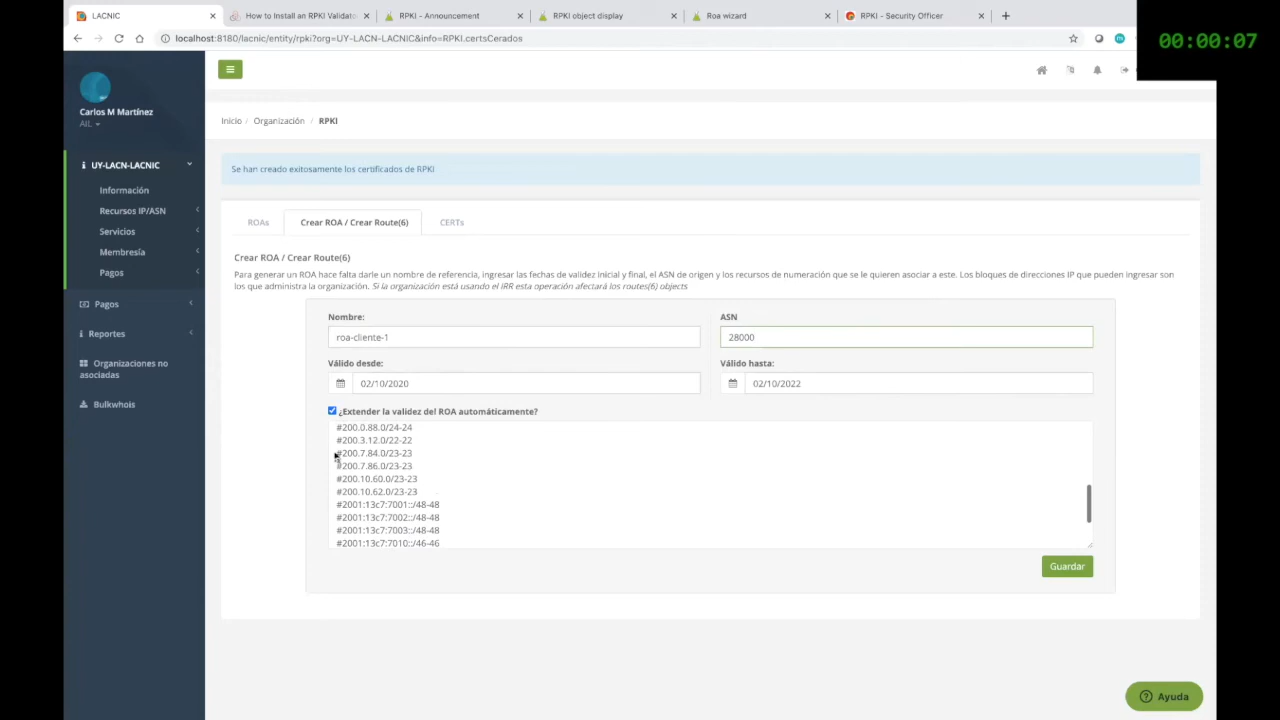 LACNIC
How to Install an RPKI Validato
RPKI - Announcement
RPKI object display
Roa wizard
RPKI - Security Officer
00:00:07
localhost:8180/lacnic/entity/rpki?org=UY-LACN-LACNIC&info=RPKI.certsCerados
Carlos M Martínez
AIL
UY-LACN-LACNIC
Información
Recursos IP/ASN
Servicios
Membresía
Pagos
Pagos
Reportes
Organizaciones no
asociadas
Bulkwhois
Inicio / Organización / RPKI
Se han creado exitosamente los certificados de RPKI
ROAs
Crear ROA / Crear Route(6)
CERTs
Crear ROA / Crear Route(6)
Para generar un ROA hace falta darle un nombre de referencia, ingresar las fechas de validez inicial y final, el ASN de origen y los recursos de numeración que se le quieren asociar a este. Los bloques de direcciones IP que pueden ingresar son
los que administra la organización. Si la organización está usando el IRR esta operación afectará los routes(6) objects
Nombre:
ASN
roa-cliente-1
28000
Válido desde:
Válido hasta:
02/10/2020
02/10/2022
¿Extender la validez del ROA automáticamente?
#200.0.88.0/24-24
#200.3.12.0/22-22
#200.7.84.0/23-23
#200.7.86.0/23-23
#200.10.60.0/23-23
#200.10.62.0/23-23
#2001:13c7:7001::/48-48
#2001:13c7:7002::/48-48
#2001:13c7:7003::/48-48
#2001:13c7:7010::/46-46
Guardar
Ayuda